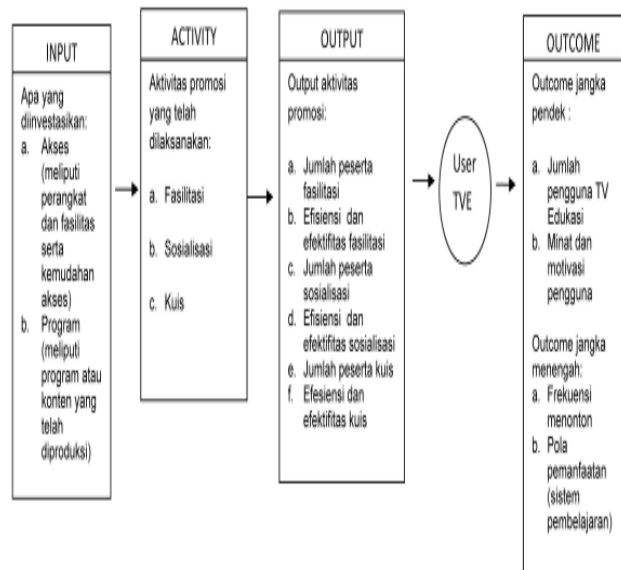 INPUT
Apa yang
diinvestasikan:
a. Akses
(meliputi
perangkat
dan fasilitas
serta
kemudahan
akses)
b. Program
(meliputi
program atau
konten yang
telah
diproduksi)
ACTIVITY
Aktivitas promosi
yang telah
dilaksanakan:
a. Fasilitasi
b. Sosialisasi
c. Kuis
OUTPUT
Output aktivitas
promosi:
a. Jumlah peserta
fasilitasi
b. Efisiensi dan
efektifitas fasilitasi
c. Jumlah peserta
sosialisasi
d. Efisiensi dan
efektifitas sosialisasi
e. Jumlah peserta kuis
f. Efesiensi dan
efektifitas kuis
User
TVE
OUTCOME
Outcome jangka
pendek :
a. Jumlah
pengguna TV
Edukasi
b. Minat dan
motivasi
pengguna
Outcome jangka
menengah:
a. Frekuensi
menonton
b. Pola
pemanfaatan
(sistem
pembelajaran)